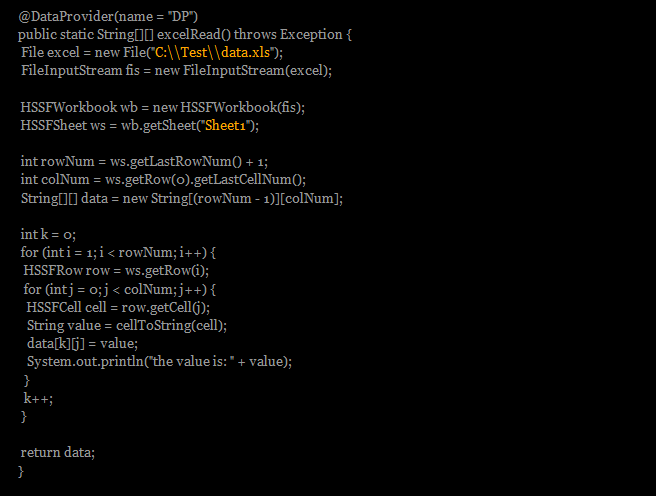 @DataProvider(name = "DP")
public static String[][] excelRead() throws Exception {
File excel = new File("C:\\Test\\data.xls");
FileInputStream fis = new FileInputStream(excel);
HSSFWorkbook wb = new HSSFWorkbook(fis);
HSSFSheet ws = wb.getSheet("Sheet1");
int rowNum = ws.getLastRowNum() + 1;
int colNum = ws.getRow(0).getLastCellNum();
String[][] data = new String[(rowNum - 1)][colNum];
int k = 0;
for (int i = 1; i < rowNum; i++) {
HSSFRow row = ws.getRow(i);
for (int j = 0; j < colNum; j++) {
HSSFCell cell = row.getCell(j);
String value = cellToString(cell);
data[k][j] = value;
System.out.println("the value is: " + value);
}
k++;
}
return data;
}